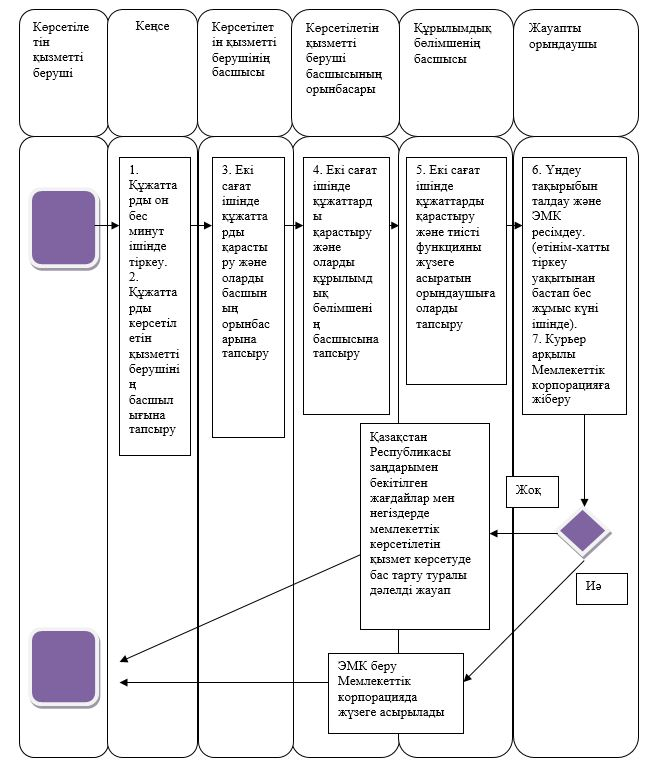 Көрсетіле
тін
қызметті
беруші
Кеңсе
Көрсетілет
ін қызметті
берушінің
басшысы
Көрсетілетін
қызметті
беруші
басшысының
орынбасары
Құрылымдық
бөлімшенің
басшысы
Жауапты
орындаушы
1.
Құжатта
рды он
бес
минут
ішінде
тіркеу.
2.
Құжатта
рды
көрсетіл
етін
қызметті
берушіні
ң
басшыл
ығына
тапсыру
3. Екі
сағат
ішінде
құжатта
рды
қарасты
ру және
оларды
басшын
ың
орынбас
арына
тапсыру
4. Екі сағат
ішінде
құжаттард
ы
қарастыру
және
оларды
құрылымд
ық
бөлімшені
ң
басшысына
тапсыру
5. Екі сағат
ішінде
құжаттарды
қарастыру
және тиісті
функцияны
жүзеге
асыратын
орындаушыға
оларды
тапсыру
6. Үндеу
тақырыбын
талдау және
ЭМК
ресімдеу.
(өтінім-хатты
тіркеу
уақытынан
бастап бес
жұмыс күні
ішінде).
7. Курьер
арқылы
Мемлекеттік
корпорацияға
жіберу
Қазақстан
Республикасы
заңдарымен
бекітілген
жағдайлар мен
негіздерде
мемлекеттік
көрсетілетін
қызмет көрсетуде
бас тарту туралы
дәлелді жауап
Жоқ
Иә
ЭМК беру
Мемлекеттік
корпорацияда
жүзеге асырылады